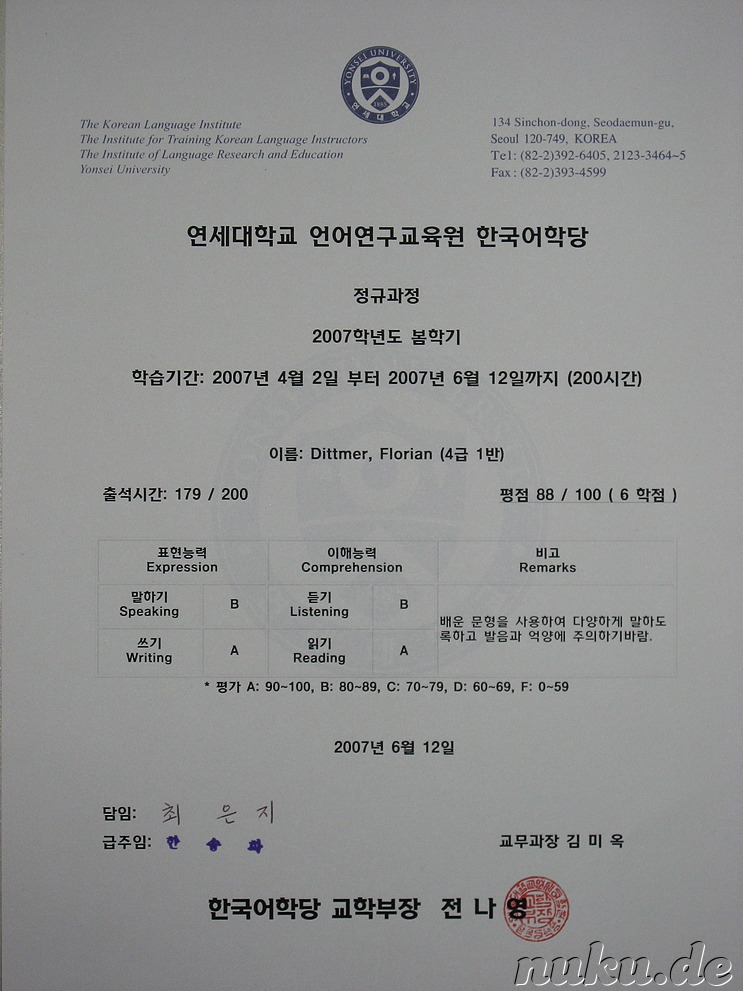 YONSEI UNIVERSITY
1885
연세대학교
The Korean Language Institute
The Institute for Training Korean Language Instructors
The Institute of Language Research and Education
Yonsei University
134 Sinchon-dong, Seodaemun-gu,
Seoul 120-749, KOREA
Tel: (82-2)392-6405, 2123-3464~5
Fax: (82-2)393-4599
연세대학교 언어연구교육원 한국어학당
정규과정
2007학년도 봄학기
학습기간: 2007년 4월 2일 부터 2007년 6월 12일까지 (200시간)
이름: Dittmer, Florian (4급 1반)
출석시간: 179 / 200
평점 88 / 100 ( 6 학점 )
표현능력 이해능력 비고
Expression Comprehension Remarks
말하기 B 듣기 B
Speaking Listening
배운 문형을 사용하여 다양하게 말하도
록하고 발음과 억양에 주의하기바람.
쓰기 A 읽기 A
Writing Reading
* 평가 A: 90~100, B: 80~89, C: 70~79, D: 60~69, F: 0~59
2007년 6월 12일
담임: 최 은 지
급주임: 한 송 화
교무과장 김 미 옥
한국어학당 교학부장 전 나 영
nuku.de